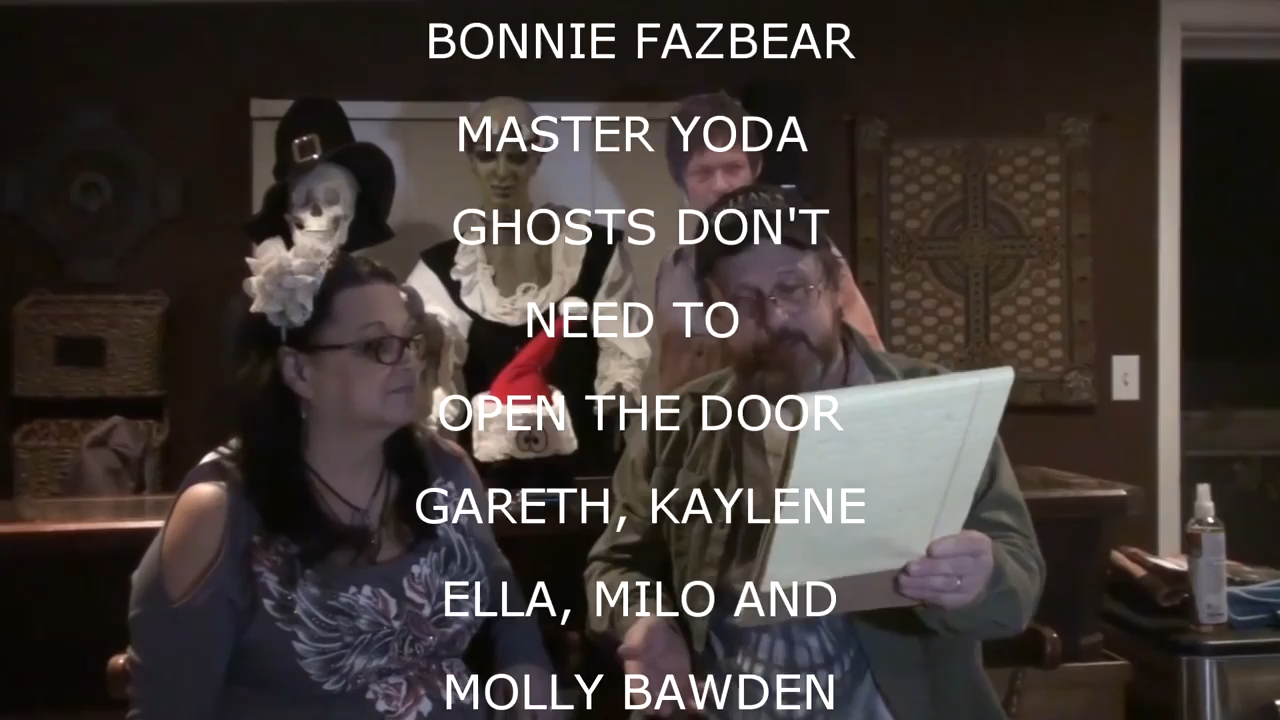 BONNIE FAZBEAR
MASTER YODA
GHOSTS DON'T
NEED TO
OPEN THE DOOR
GARETH, KAYLENE
ELLA, MILO AND
MOLLY BAWDEN